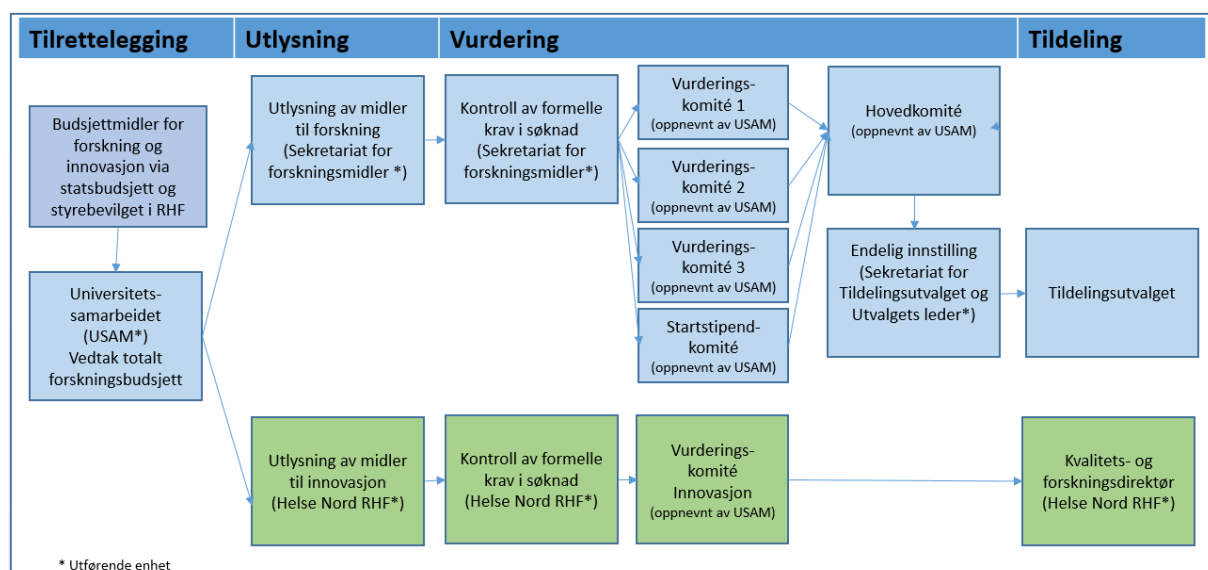 Tilrettelegging
Utlysning
Vurdering
Tildeling
Budsjettmidler for
forskning og
innovasjon via
statsbudsjett og
styrebevilget i RHF
Universitets-
samarbeidet
(USAM*)
Vedtak totalt
forskningsbudsjett
Utlysning av midler
til forskning
(Sekretariat for
forskningsmidler *)
Kontroll av formelle
krav i søknad
(Sekretariat for
forskningsmidler*)
Vurderings-
komité 1
(oppnevnt av USAM)
Vurderings-
komité 2
(oppnevnt av USAM)
Vurderings-
komité 3
(oppnevnt av USAM)
Startstipend-
komité
(oppnevnt av USAM)
Hovedkomité
(oppnevnt av USAM)
Endelig innstilling
(Sekretariat for
Tildelingsutvalget og
Utvalgets leder*)
Tildelingsutvalget
Utlysning av midler
til innovasjon
(Helse Nord RHF*)
Kontroll av formelle
krav i søknad
(Helse Nord RHF*)
Vurderings-
komité
Innovasjon
(oppnevnt av USAM)
Kvalitets- og
forskningsdirektør
(Helse Nord RHF*)
* Utførende enhet